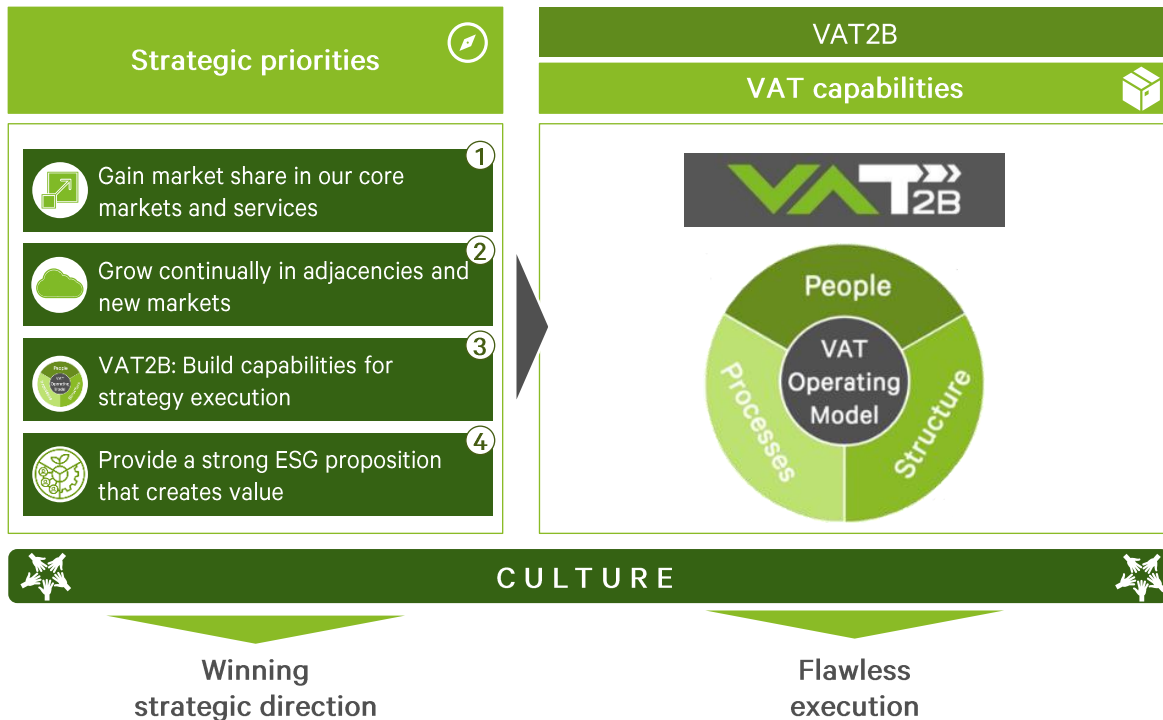 Strategic priorities
1
Gain market share in our core
markets and services
2
Grow continually in adjacencies and
new markets
3
VAT2B: Build capabilities for
strategy execution
4
Provide a strong ESG proposition
that creates value
VAT2B
VAT capabilities
VAT
2B
People
VAT
Operating
Model
Processes
Structure
CULTURE
Winning
strategic direction
Flawless
execution